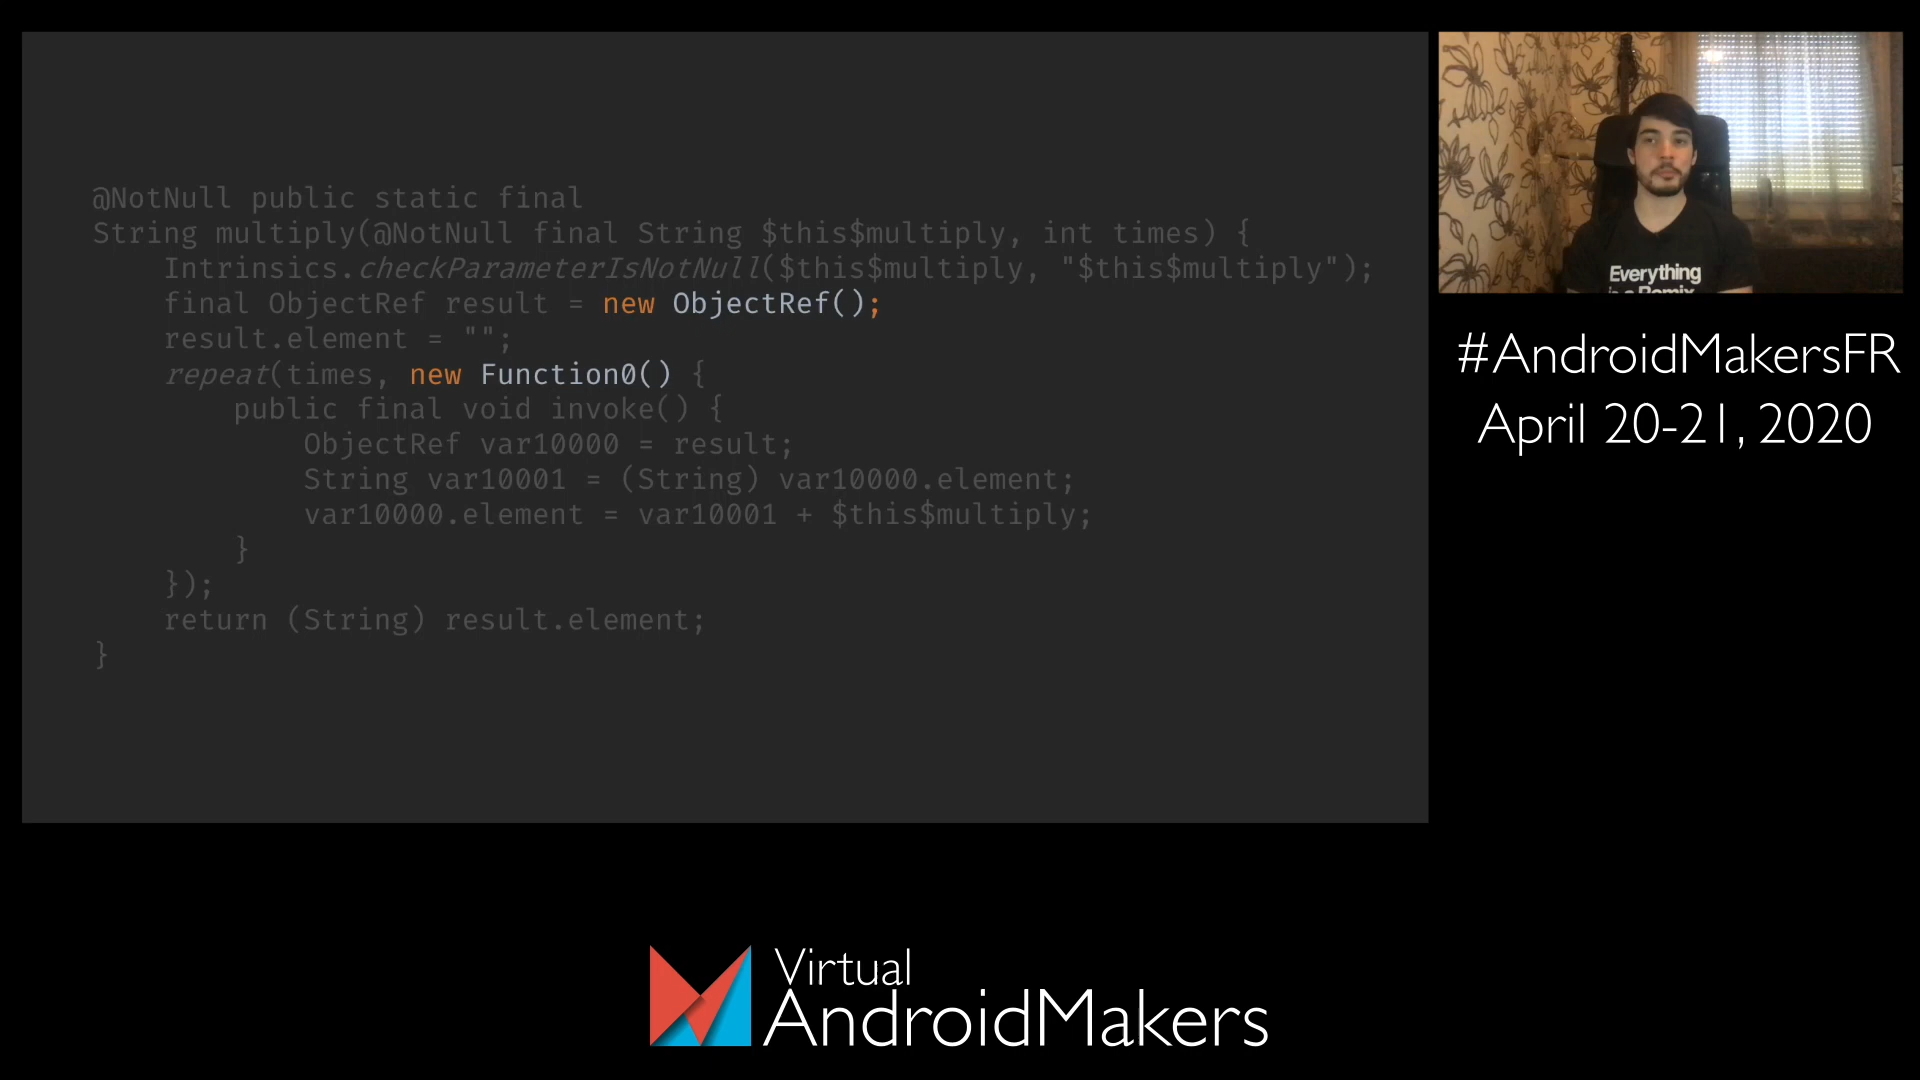 @NotNull public static final
String multiply(@NotNull final String $this$multiply, int times) {
    Intrinsics.checkParameterIsNotNull($this$multiply, "$this$multiply");
    final ObjectRef result = new ObjectRef();
    result.element = "";
    repeat(times, new Function0() {
        public final void invoke() {
            ObjectRef var10000 = result;
            String var10001 = (String) var10000.element;
            var10000.element = var10001 + $this$multiply;
        }
    });
    return (String) result.element;
}
Everything
is a Remix
#AndroidMakersFR
April 20-21, 2020
Virtual
AndroidMakers